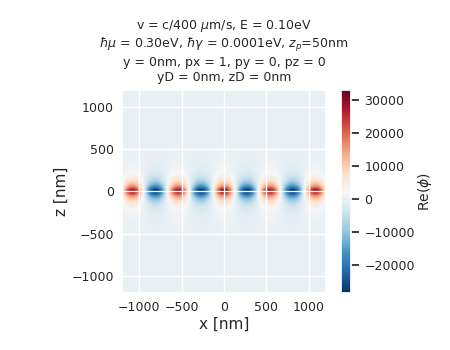 v = c/400 μm/s, E = 0.10eV
ħμ = 0.30eV, ħγ = 0.0001eV, zₚ=50nm
y = 0nm, px = 1, py = 0, pz = 0
yD = 0nm, zD = 0nm
1000
500
0
−500
−1000
z [nm]
−1000 −500 0 500 1000
x [nm]
30000
20000
10000
0
−10000
−20000
Re(ϕ)